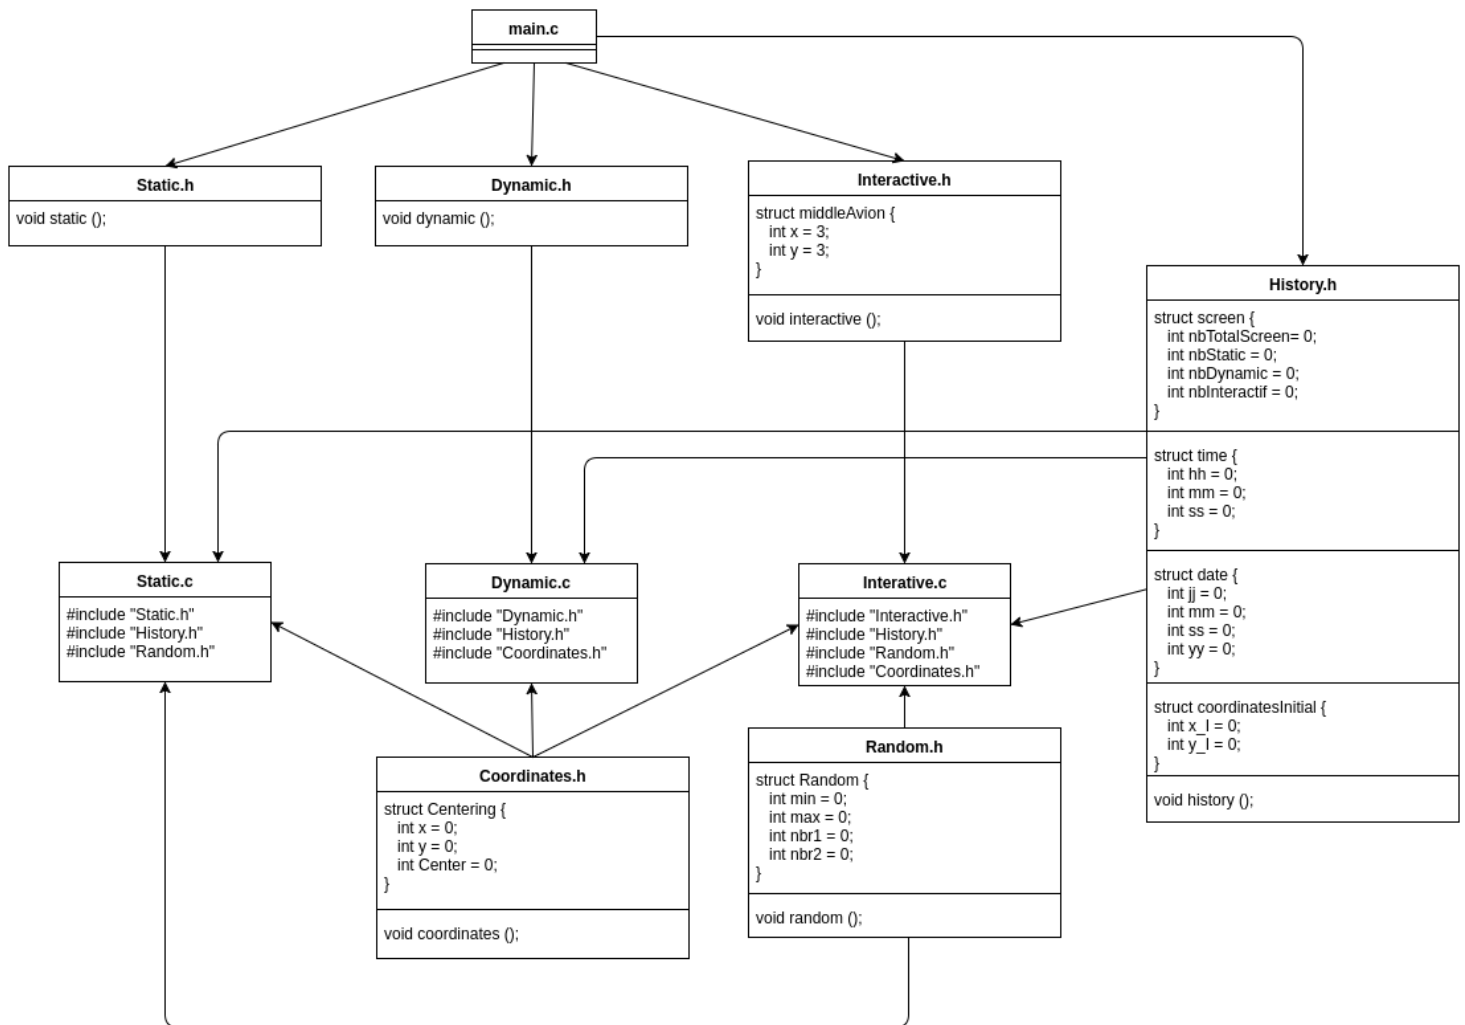 main.c
Static.h
void static ();
Dynamic.h
void dynamic ();
Interactive.h
struct middleAvion {
int x = 3;
int y = 3;
}
void interactive ();
History.h
struct screen {
int nbTotalScreen= 0;
int nbStatic = 0;
int nbDynamic = 0;
int nbInteractif = 0;
}
struct time {
int hh = 0;
int mm = 0;
int ss = 0;
}
struct date {
int jj = 0;
int mm = 0;
int ss = 0;
int yy = 0;
}
struct coordinatesInitial {
int x_I = 0;
int y_I = 0;
}
void history ();
Static.c
#include "Static.h"
#include "History.h"
#include "Random.h"
Dynamic.c
#include "Dynamic.h"
#include "History.h"
#include "Coordinates.h"
Interative.c
#include "Interactive.h"
#include "History.h"
#include "Random.h"
#include "Coordinates.h"
Coordinates.h
struct Centering {
int x = 0;
int y = 0;
int Center = 0;
}
void coordinates ();
Random.h
struct Random {
int min = 0;
int max = 0;
int nbr1 = 0;
int nbr2 = 0;
}
void random ();